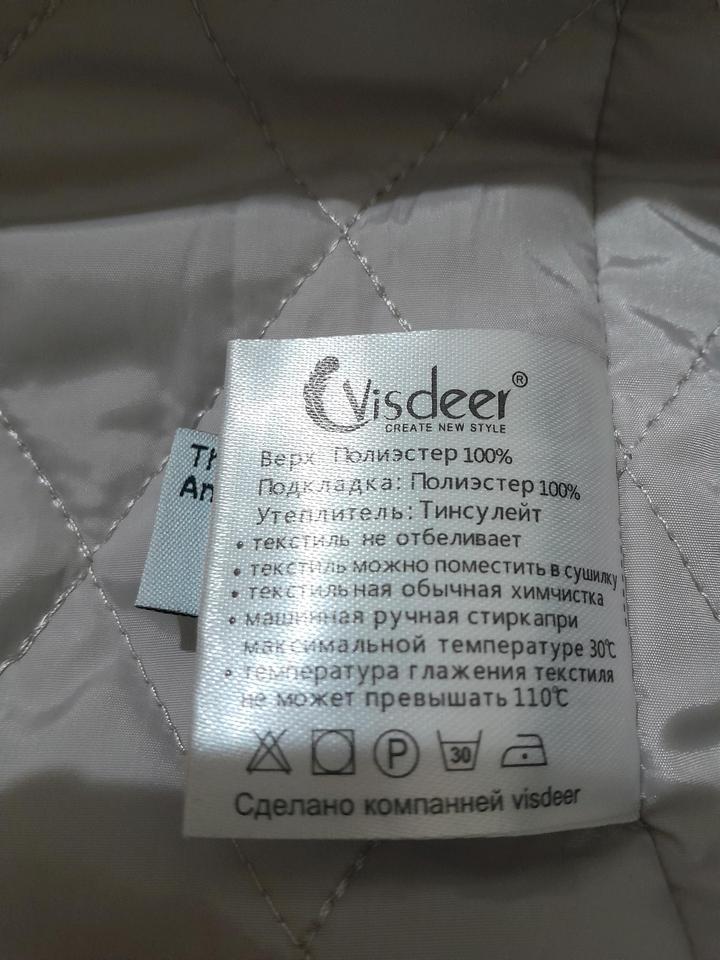 Visdeer®
CREATE NEW STYLE
Верх Полиэстер 100%
Подкладка: Полиэстер 100%
Утеплитель: Тинсулейт
• текстиль не отбеливает
• текстиль можно поместить в сушилку
• текстильная обычная химчистка
• машинная ручная стиркапри
максимальной температуре 30℃
• температура глажения текстиля
не может превышать 110℃
P 30
Сделано компанней visdeer